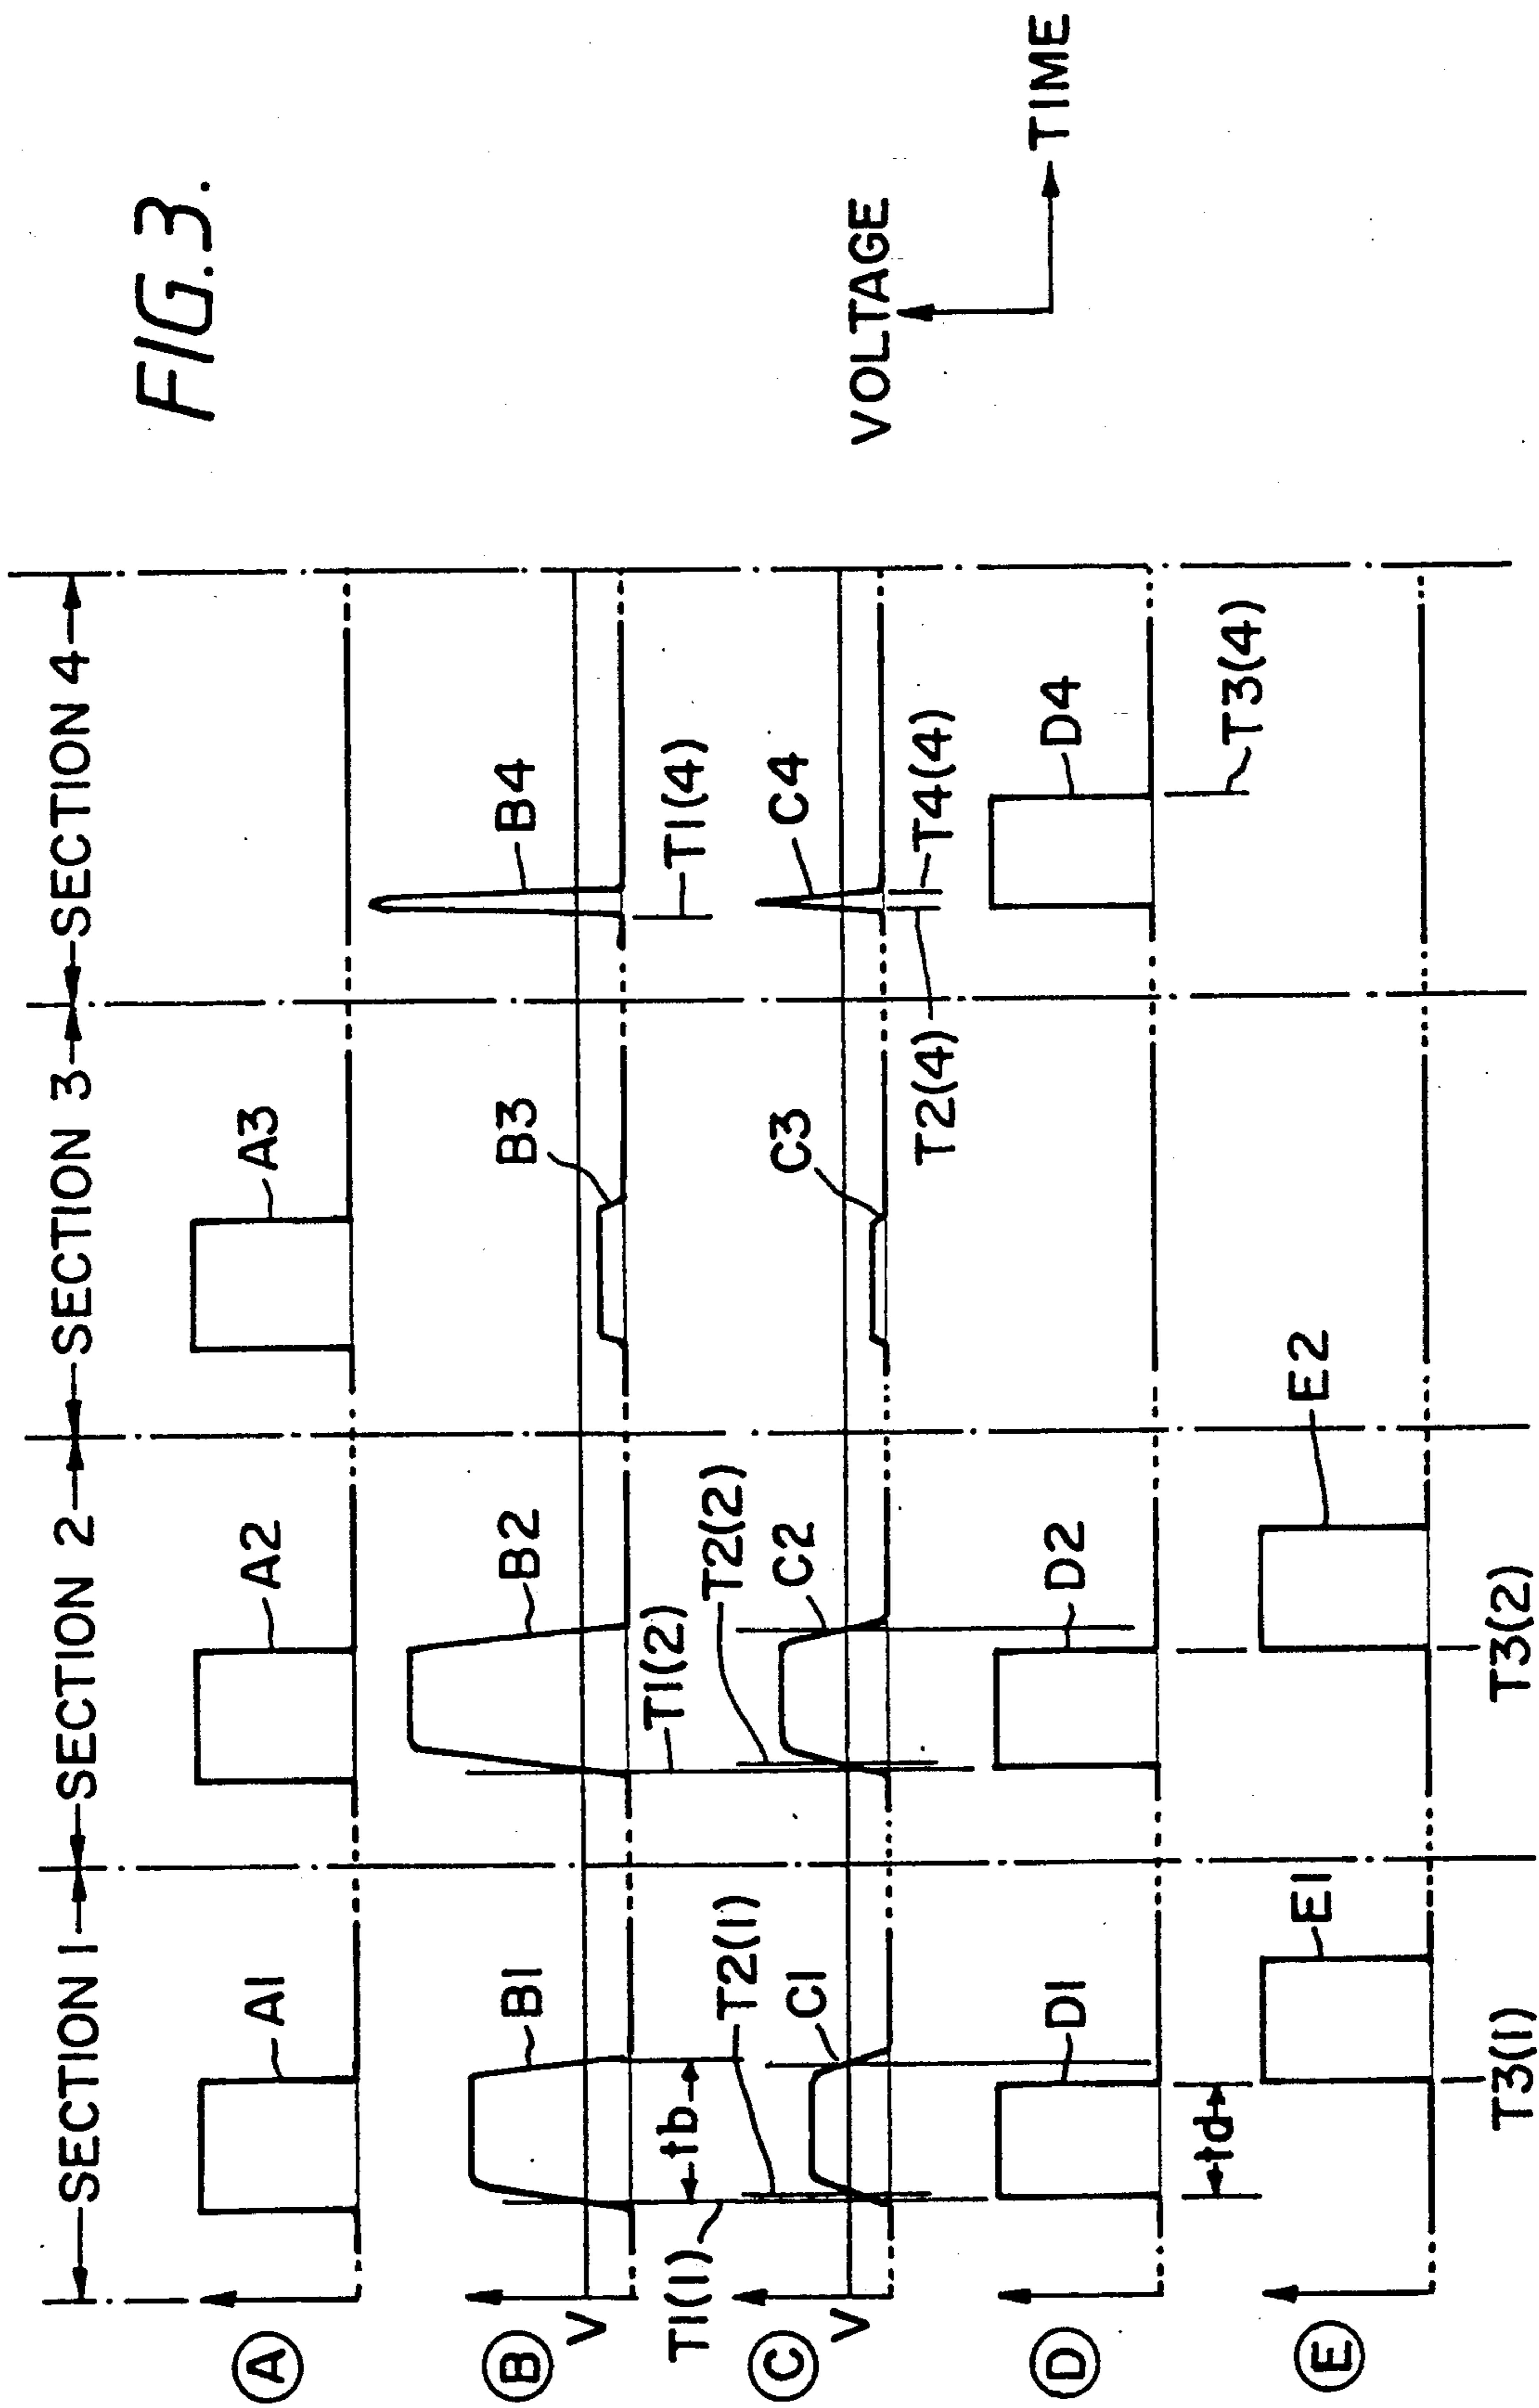 FIG.3.
SECTION 1
SECTION 2
SECTION 3
SECTION 4
A
A1
A2
A3
B
V
B1
B2
B3
B4
tb
T1(1)
T1(2)
T1(4)
T2(1)
T2(2)
C
V
C1
C2
C3
C4
T2(4)
T4(4)
VOLTAGE
TIME
D
D1
D2
D4
td
T3(4)
E
E1
E2
T3(1)
T3(2)